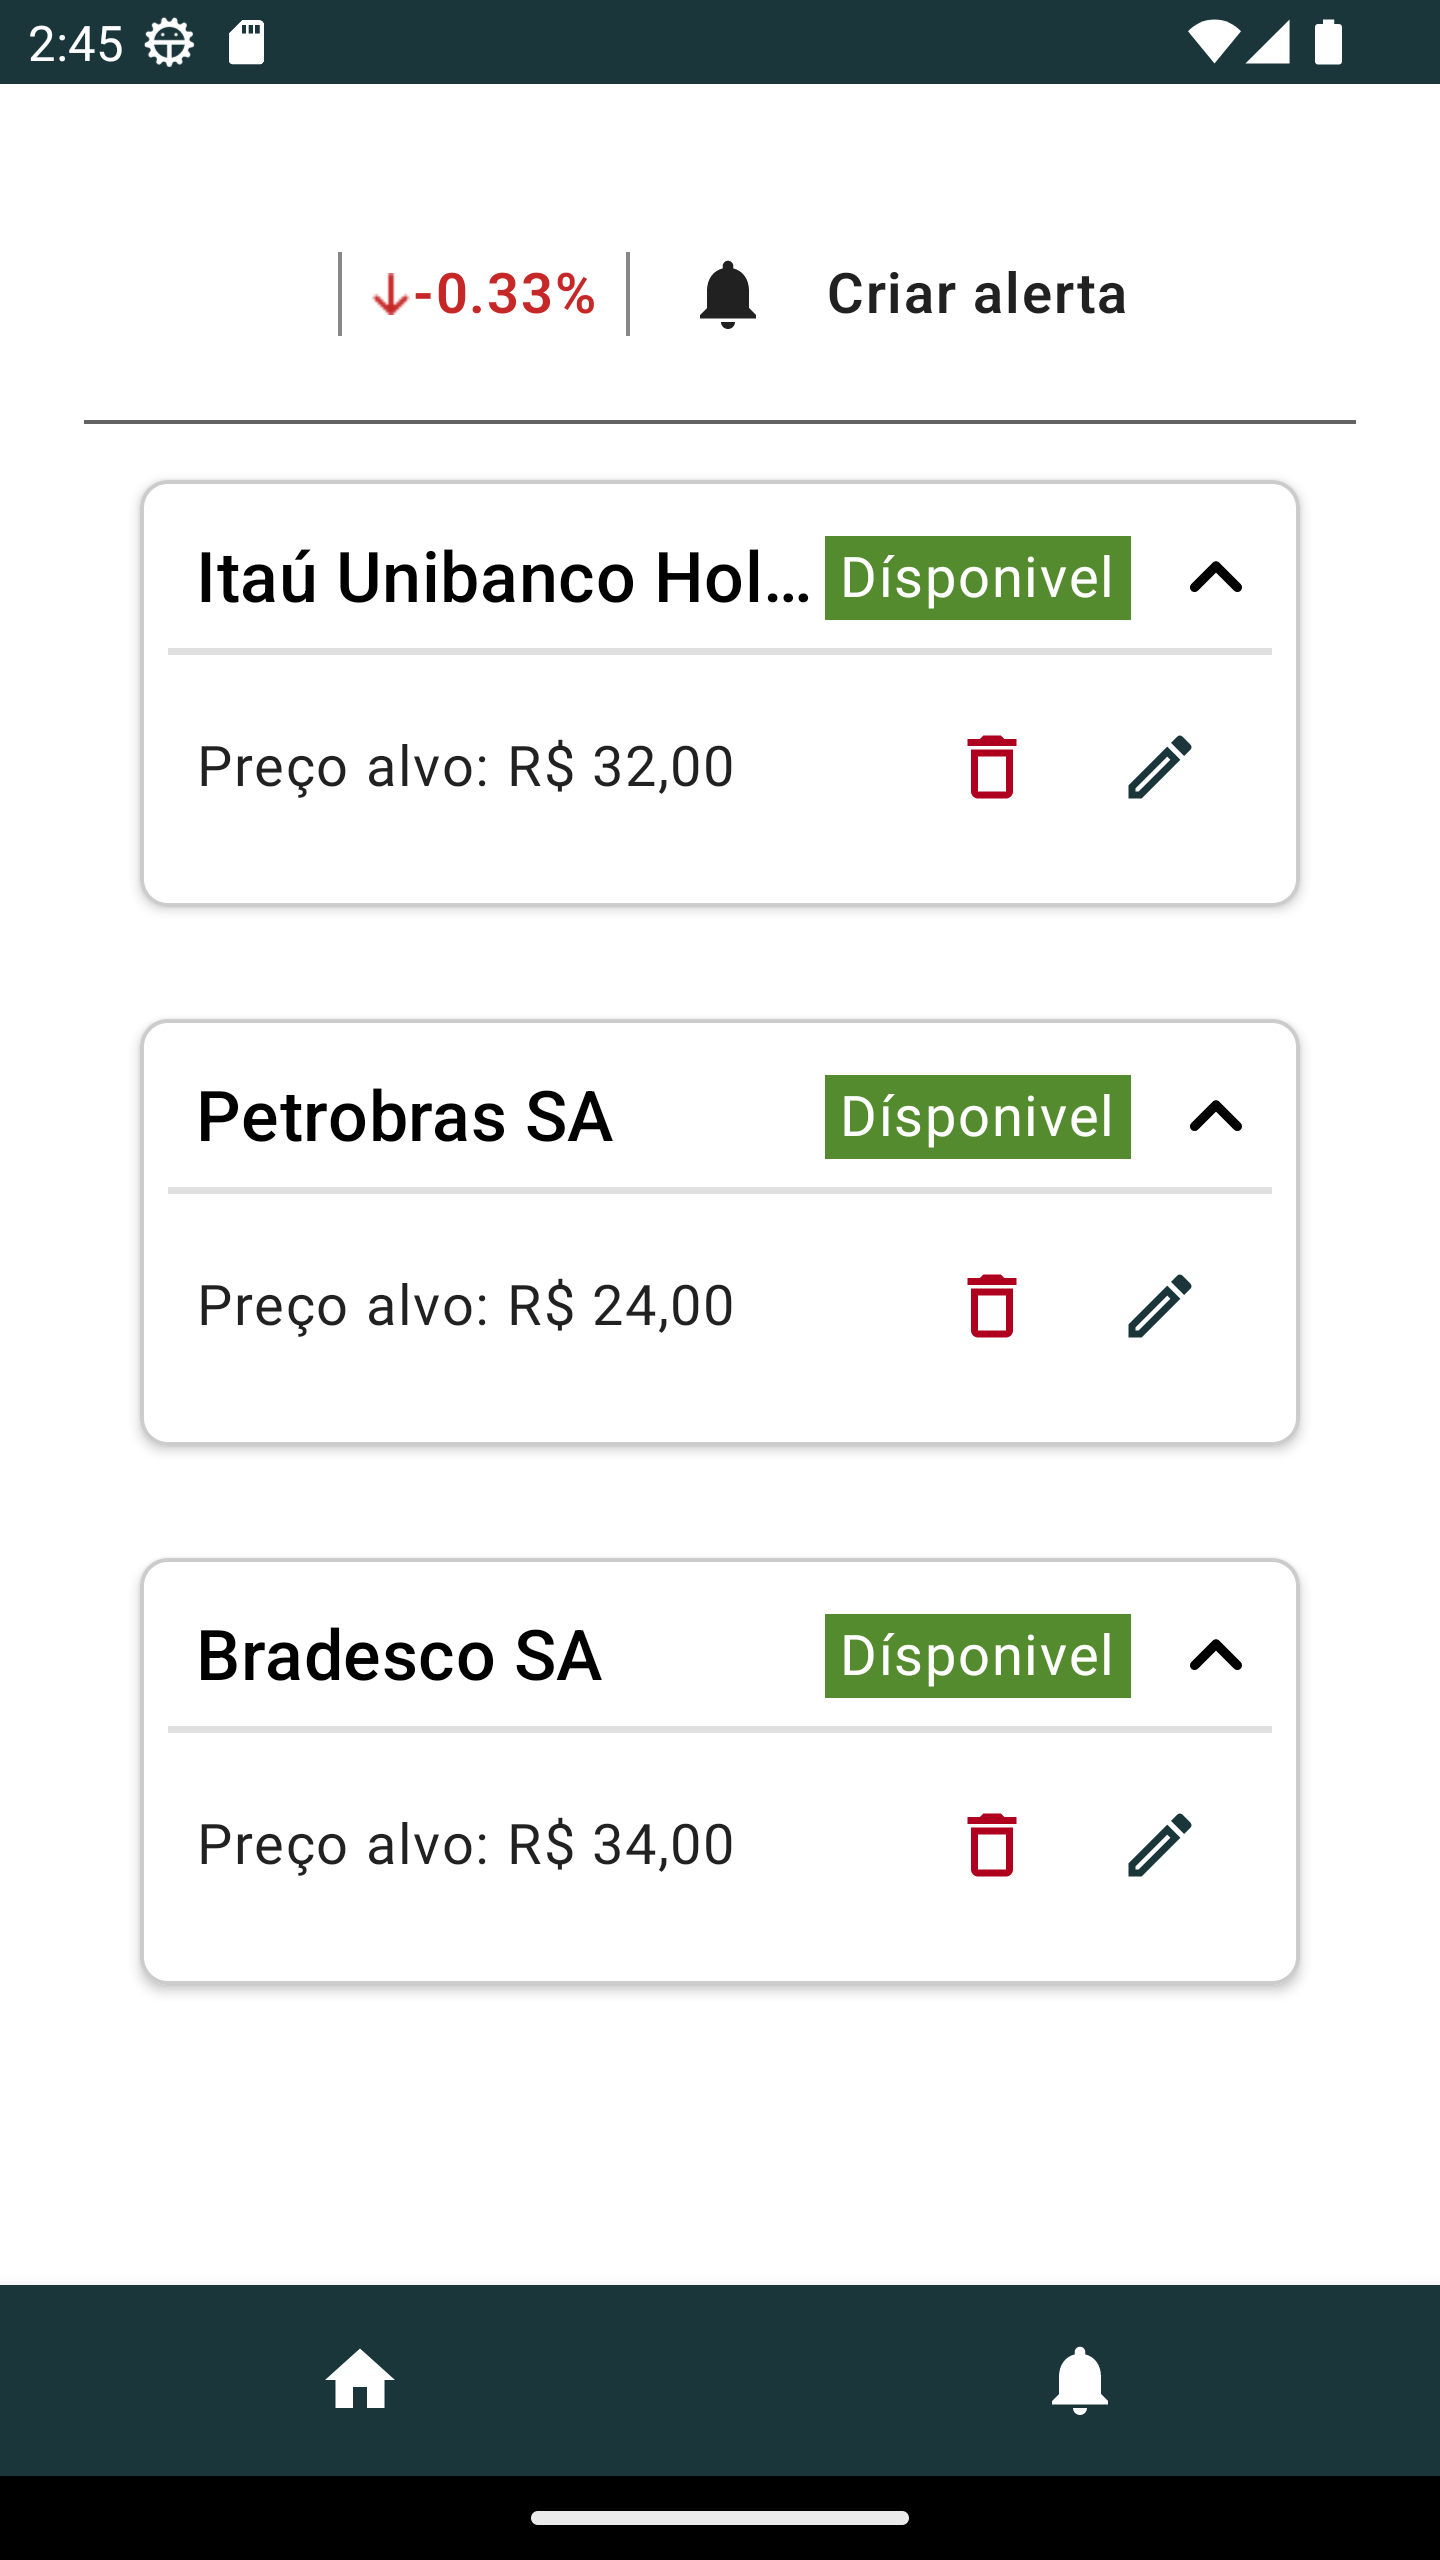 2:45
-0.33%
Criar alerta
Itaú Unibanco Hol...
Dísponivel
Preço alvo: R$ 32,00
Petrobras SA
Dísponivel
Preço alvo: R$ 24,00
Bradesco SA
Dísponivel
Preço alvo: R$ 34,00